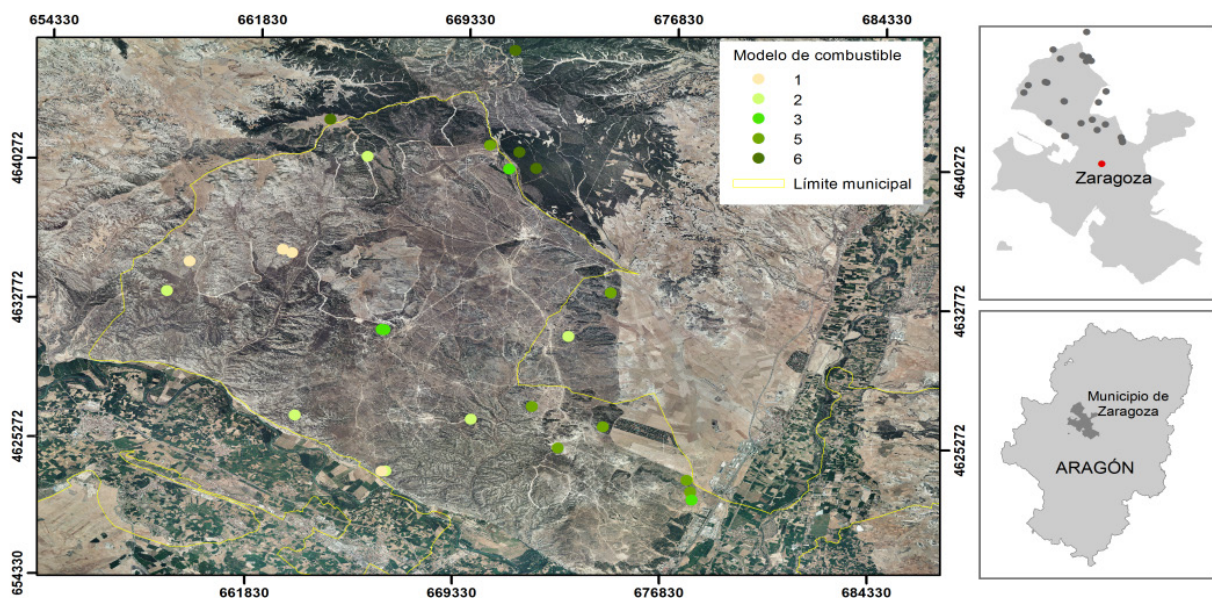 654330 661830 669330 676830 684330
Modelo de combustible
1
2
3
5
6
Límite municipal
4640272
4640272
4632772
4632772
4625272
4625272
654330
661830 669330 676830 684330
Zaragoza
Municipio de
Zaragoza
ARAGÓN